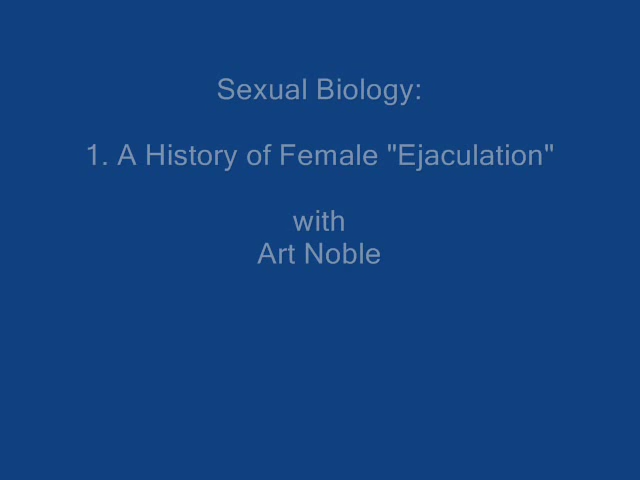 Sexual Biology:
1. A History of Female "Ejaculation"
with
Art Noble